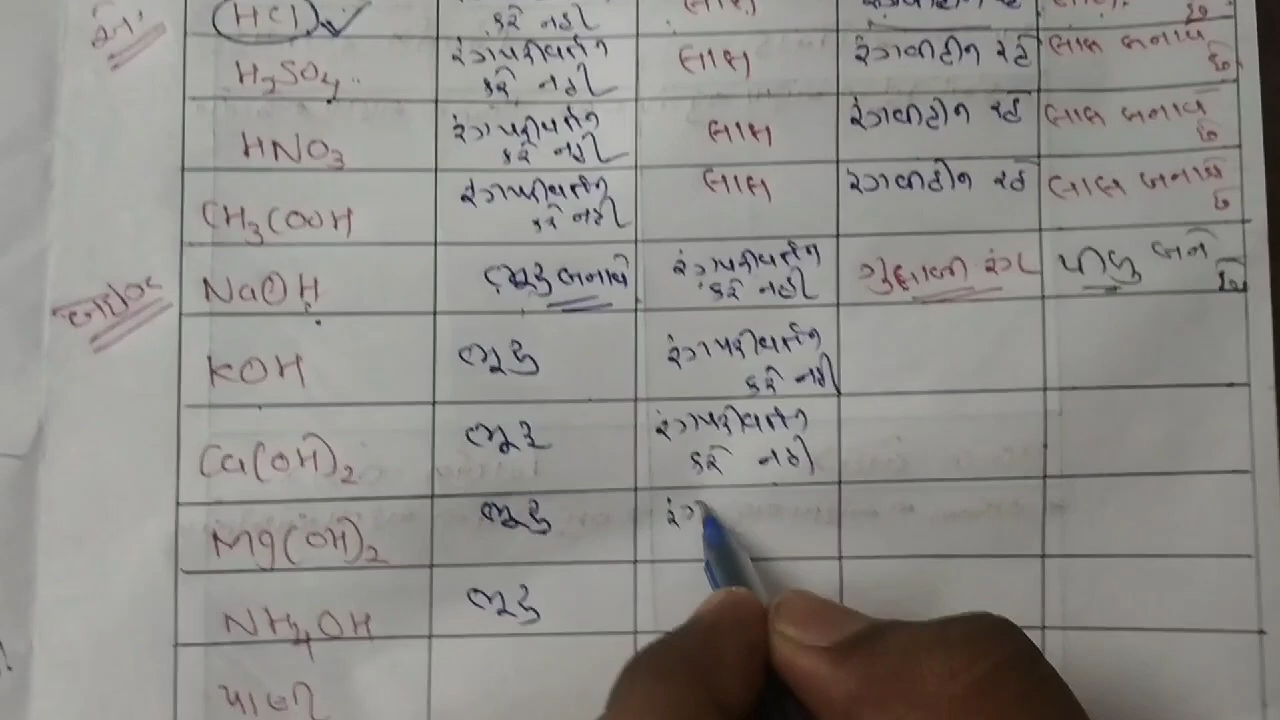 HCl કરે નહી લાલ
H₂SO₄ રંગપરીવર્તન કરે નહી લાલ રંગવીહીન રહે લાલ બનાવે છે
HNO₃ રંગપરીવર્તન કરે નહી લાલ રંગવીહીન રહે લાલ બનાવે છે
CH₃COOH રંગપરીવર્તન કરે નહી લાલ રંગવીહીન રહે લાલ બનાવે છે
NaOH ભૂરુ બનાવે રંગપરીવર્તન કરે નહી ગુલાબી રંગ પીળુ બને છે
KOH ભૂરુ રંગપરીવર્તન કરે નહી
Ca(OH)₂ ભૂરુ રંગપરીવર્તન કરે નહી
Mg(OH)₂ ભૂરુ રંગ
NH₄OH ભૂરુ
પાણી